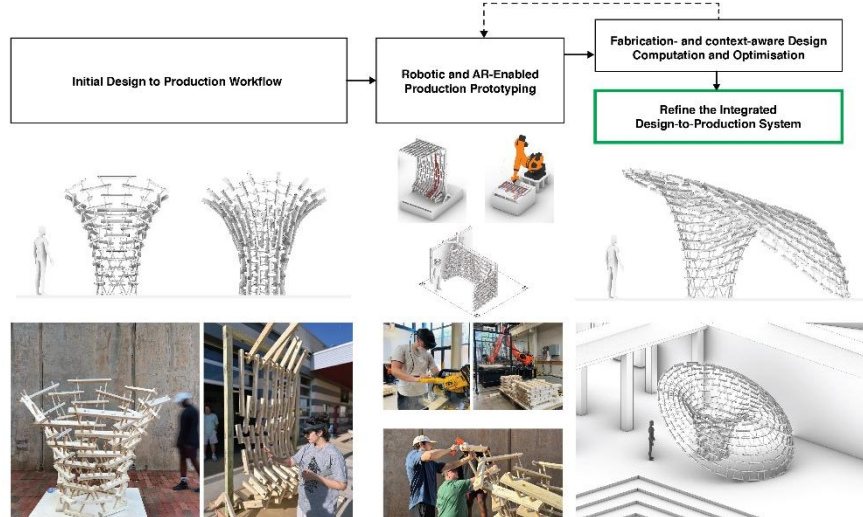 Initial Design to Production Workflow
Robotic and AR-Enabled
Production Prototyping
Fabrication- and context-aware Design
Computation and Optimisation
Refine the Integrated
Design-to-Production System